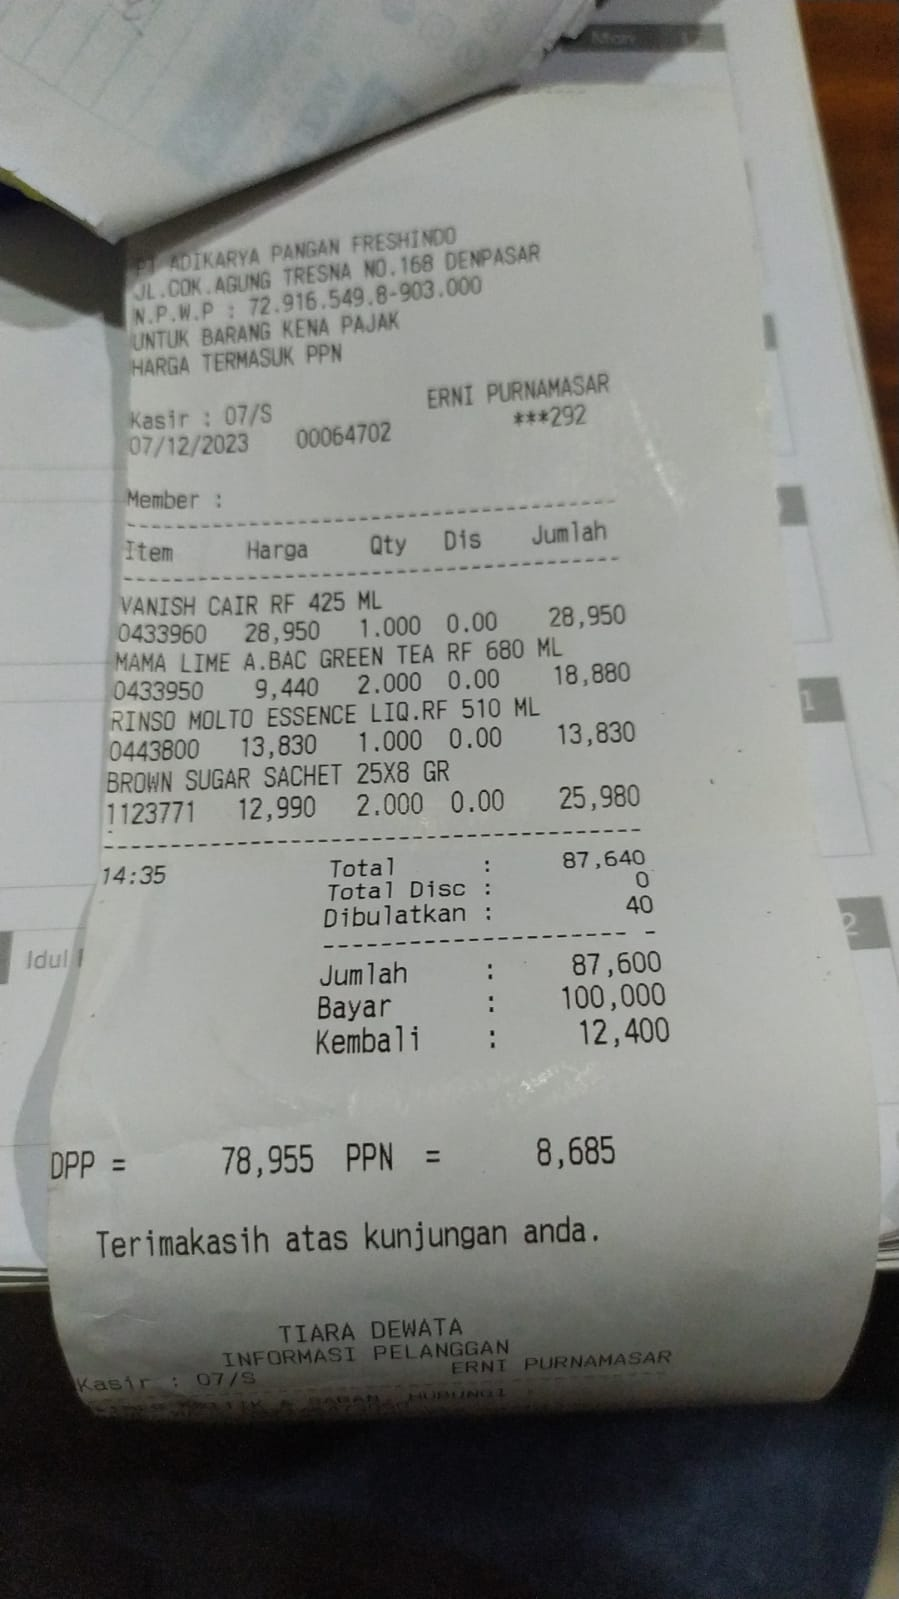 PT ADIKARYA PANGAN FRESHINDO
JL.COK.AGUNG TRESNA NO.168 DENPASAR
N.P.W.P : 72.916.549.8-903.000
UNTUK BARANG KENA PAJAK
HARGA TERMASUK PPN
Kasir : 07/S ERNI PURNAMASAR
07/12/2023 00064702 ***292
Member :
Item Harga Qty Dis Jumlah
VANISH CAIR RF 425 ML
0433960 28,950 1.000 0.00 28,950
MAMA LIME A.BAC GREEN TEA RF 680 ML
0433950 9,440 2.000 0.00 18,880
RINSO MOLTO ESSENCE LIQ.RF 510 ML
0443800 13,830 1.000 0.00 13,830
BROWN SUGAR SACHET 25X8 GR
1123771 12,990 2.000 0.00 25,980
14:35 Total : 87,640
Total Disc : 0
Dibulatkan : 40
Jumlah : 87,600
Bayar : 100,000
Kembali : 12,400
DPP = 78,955 PPN = 8,685
Terimakasih atas kunjungan anda.
TIARA DEWATA
INFORMASI PELANGGAN
Kasir : 07/S ERNI PURNAMASAR
HUBUNGI
Idul
1
2